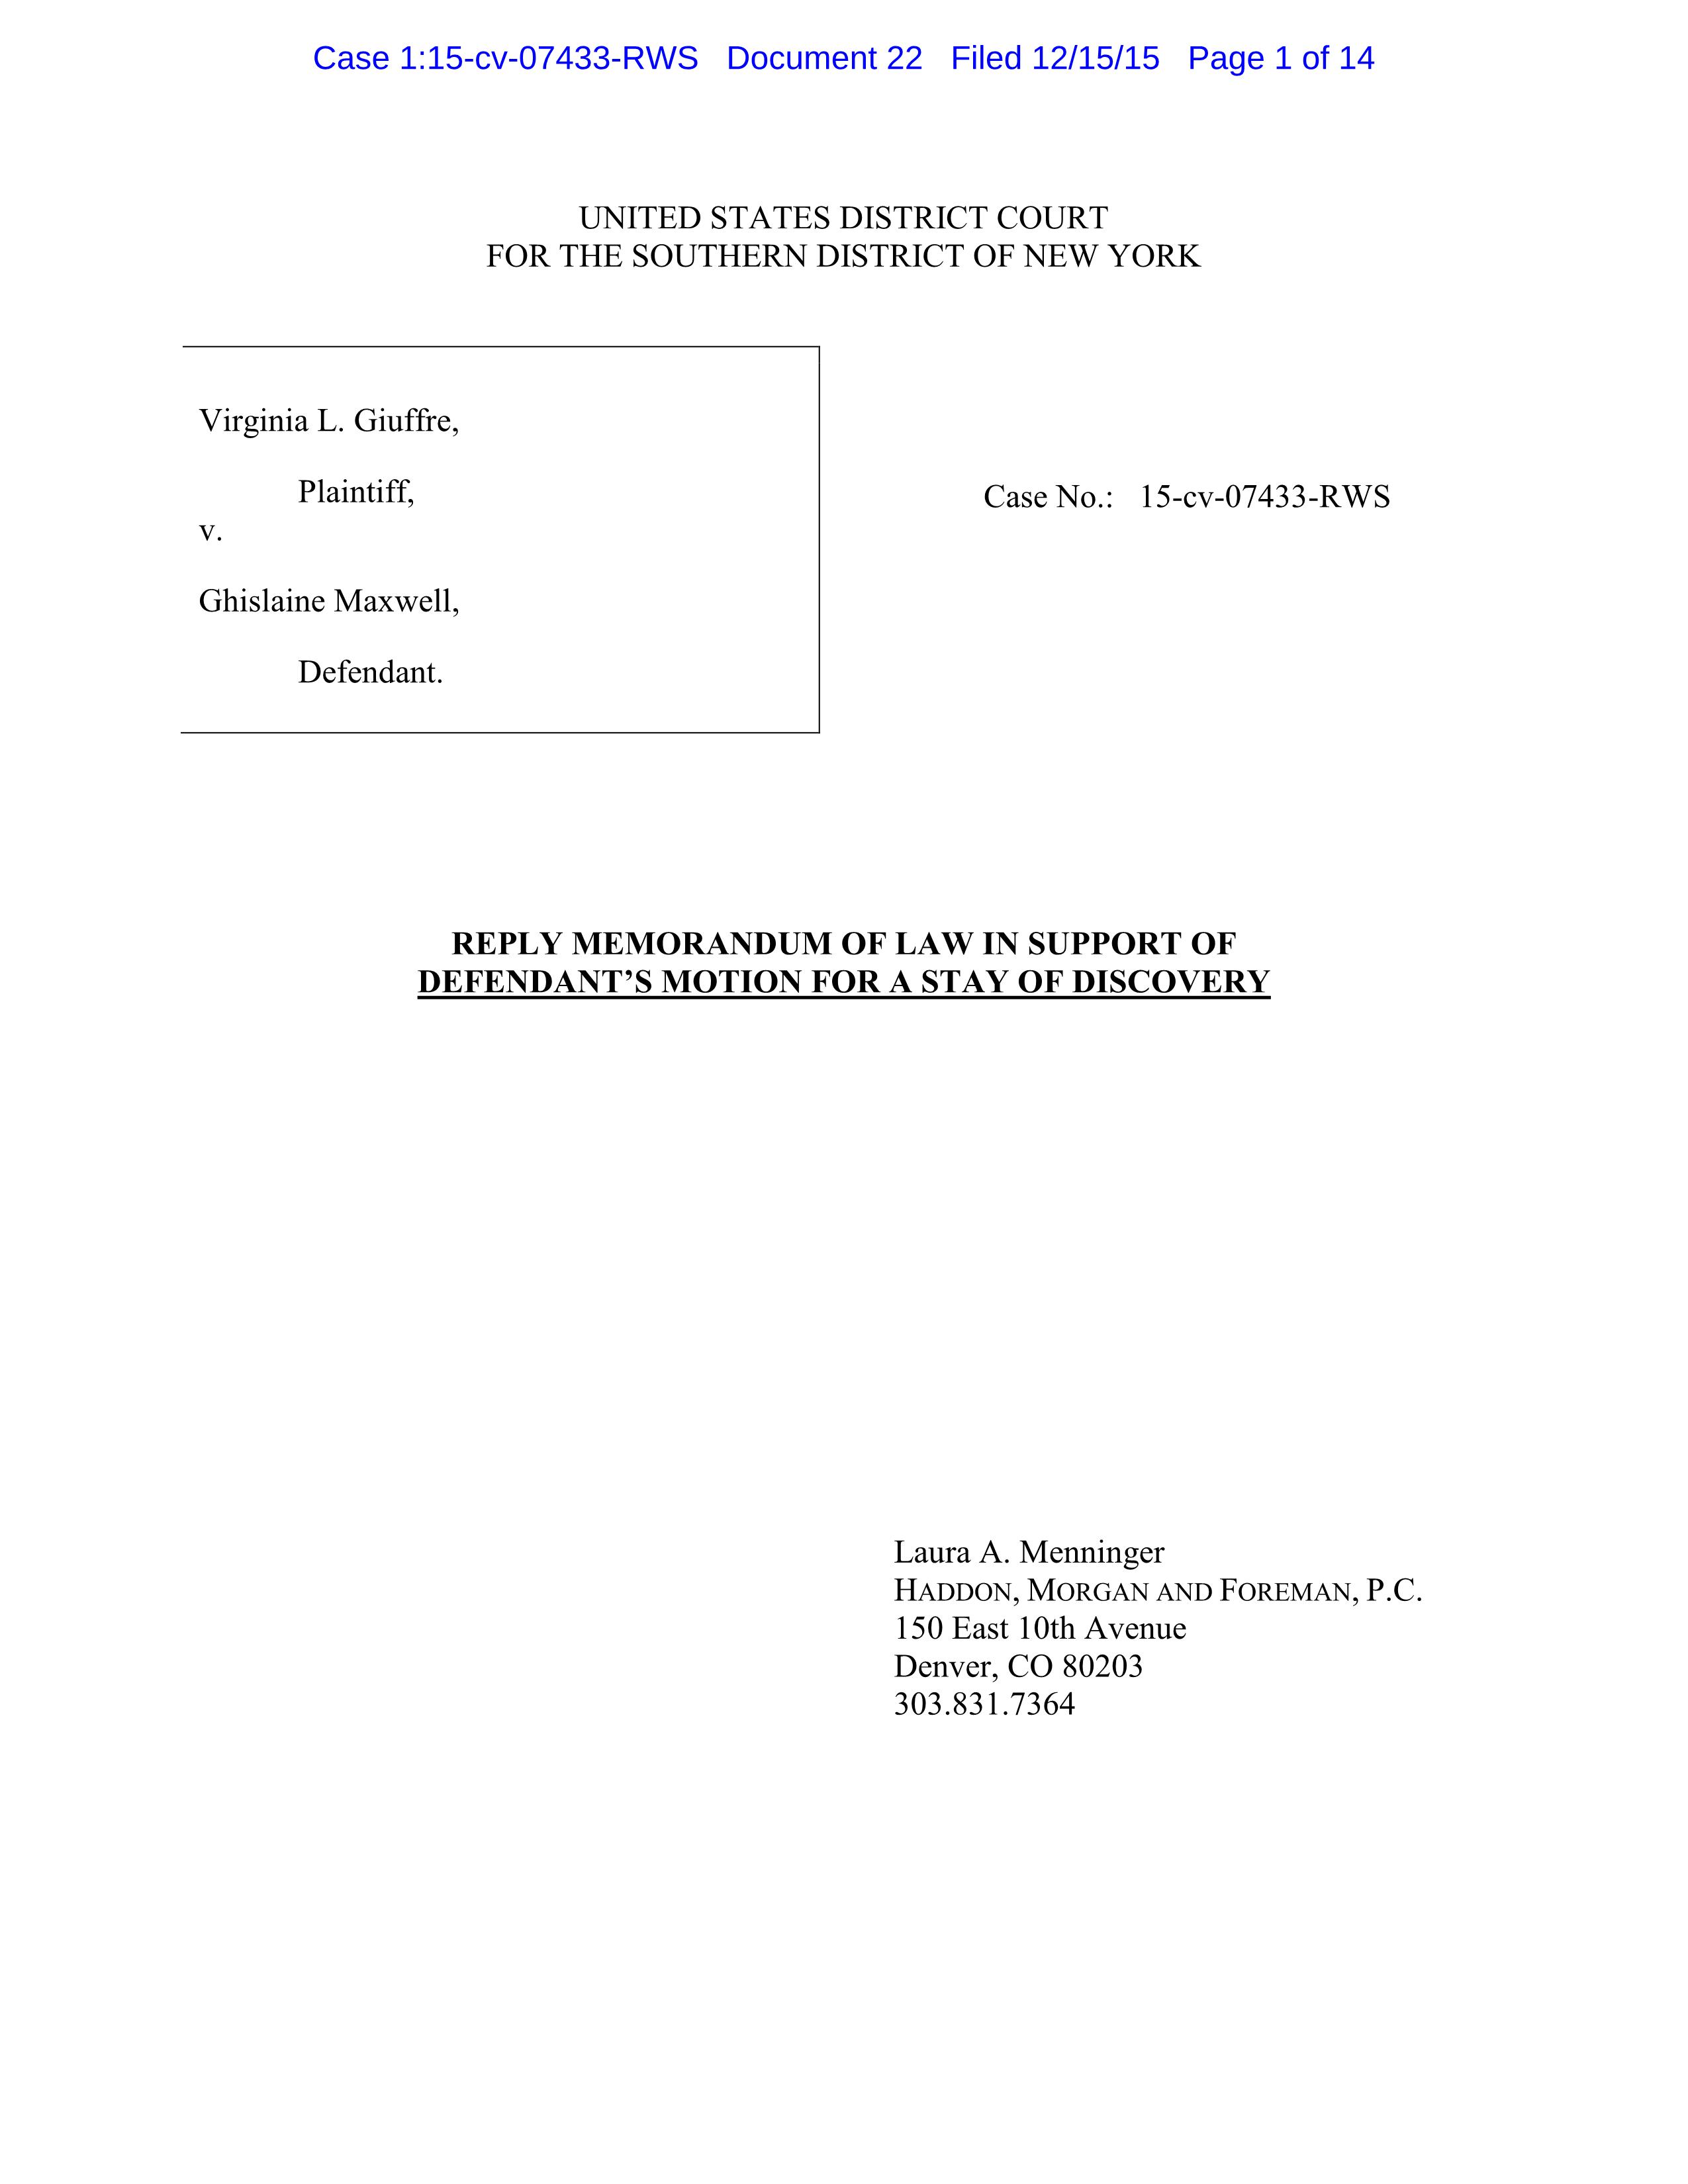 Case 1:15-cv-07433-RWS Document 22 Filed 12/15/15 Page 1 of 14
UNITED STATES DISTRICT COURT
FOR THE SOUTHERN DISTRICT OF NEW YORK
Virginia L. Giuffre,
Plaintiff,
v.
Ghislaine Maxwell,
Defendant.
Case No.: 15-cv-07433-RWS
REPLY MEMORANDUM OF LAW IN SUPPORT OF
DEFENDANT’S MOTION FOR A STAY OF DISCOVERY
Laura A. Menninger
HADDON, MORGAN AND FOREMAN, P.C.
150 East 10th Avenue
Denver, CO 80203
303.831.7364